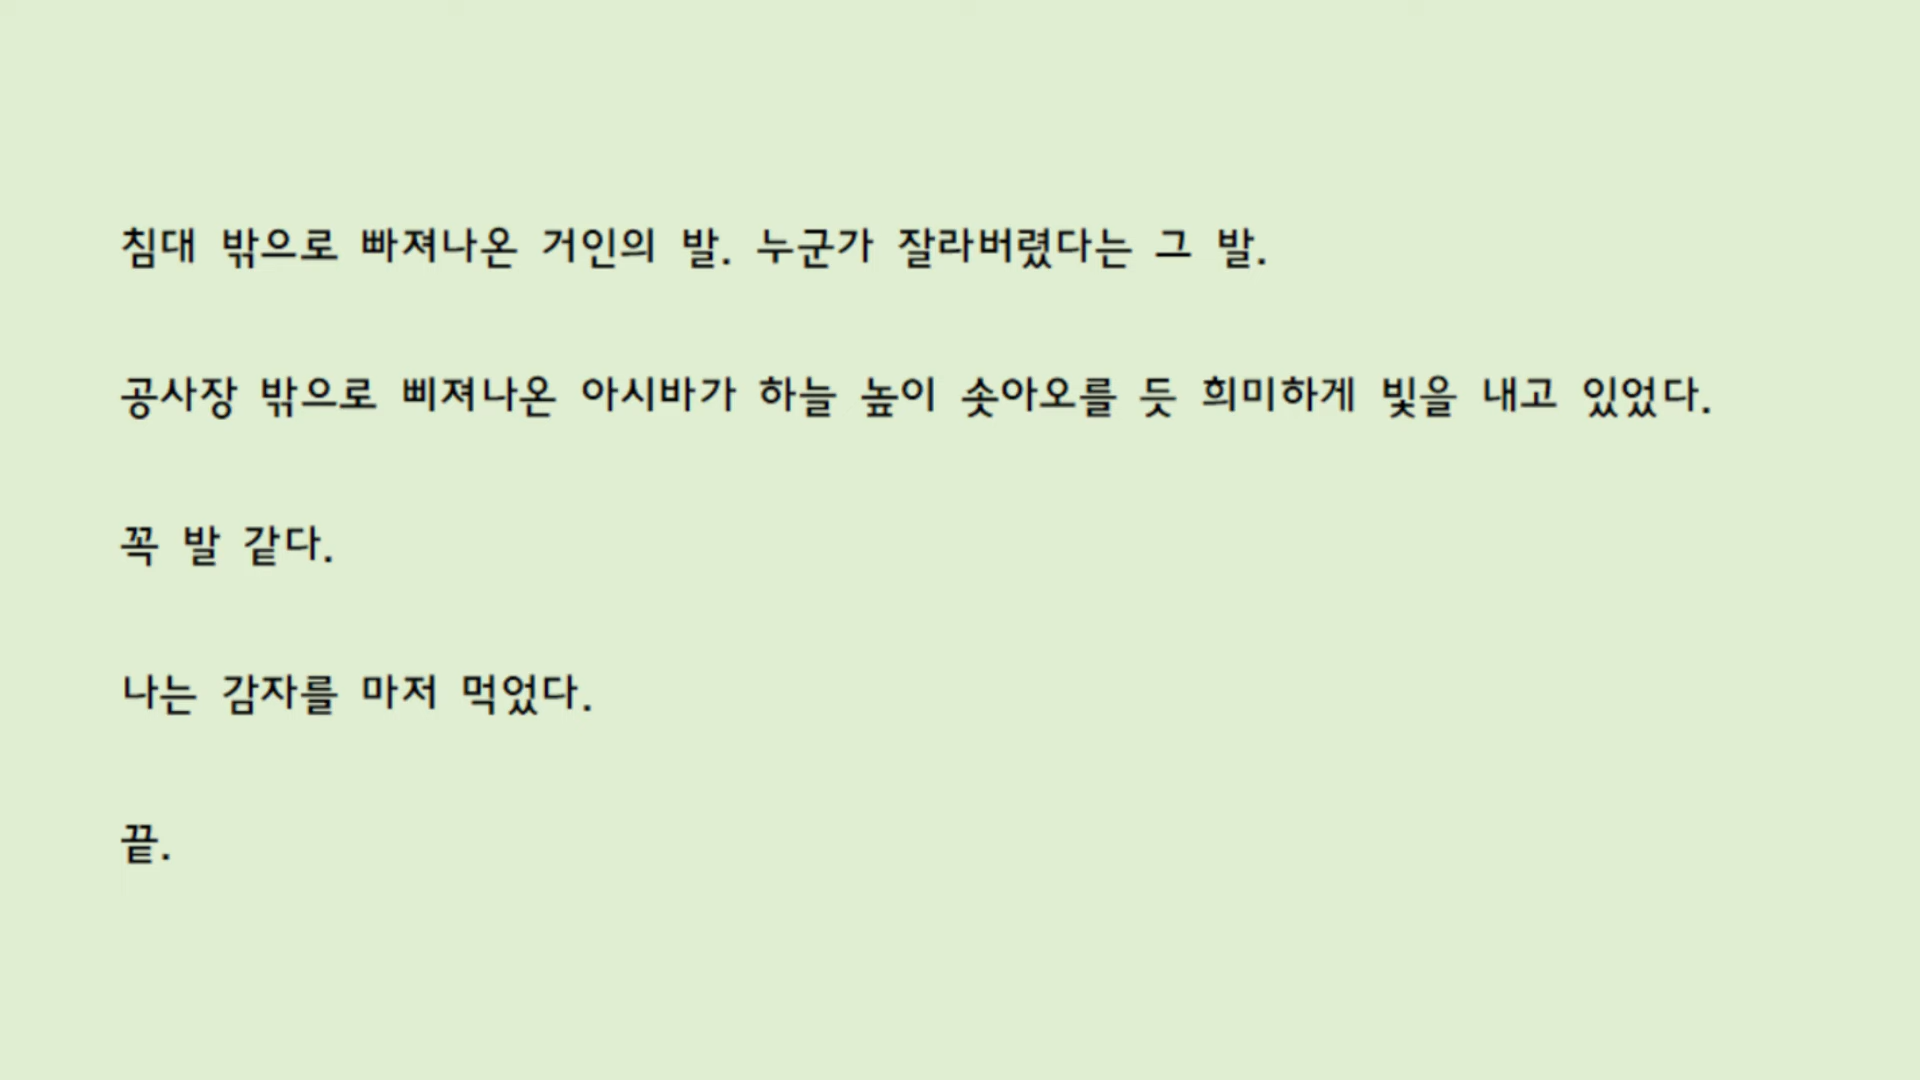 침대 밖으로 빠져나온 거인의 발. 누군가 잘라버렸다는 그 발.
공사장 밖으로 삐져나온 아시바가 하늘 높이 솟아오를 듯 희미하게 빛을 내고 있었다.
꼭 발 같다.
나는 감자를 마저 먹었다.
끝.